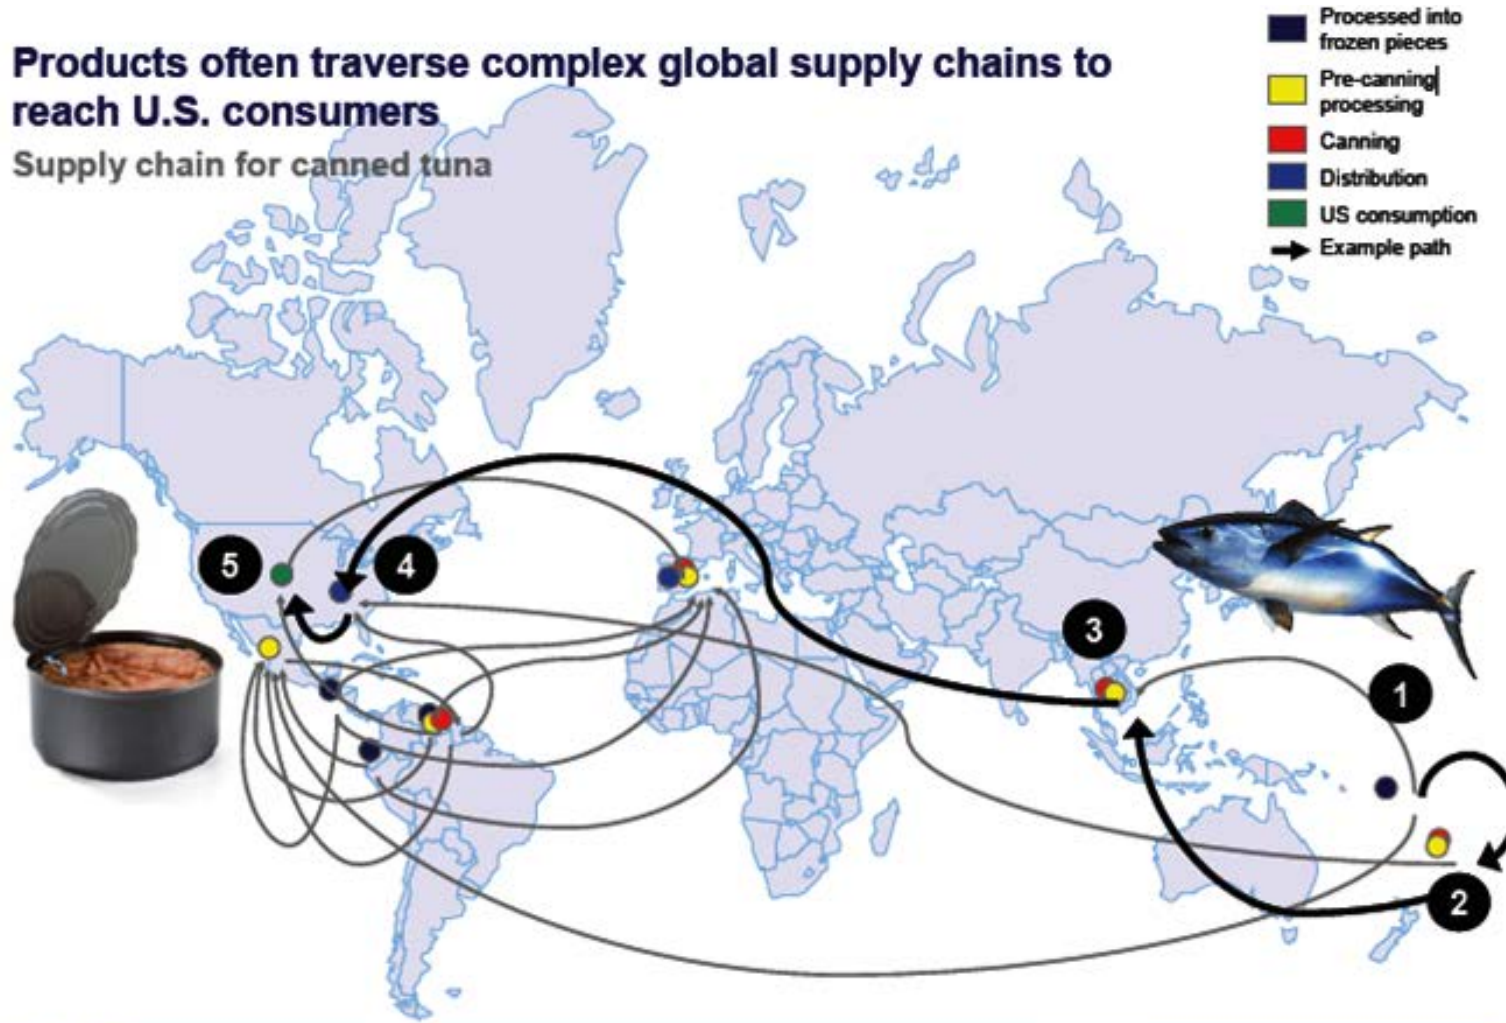 Products often traverse complex global supply chains to
reach U.S. consumers
Supply chain for canned tuna
Processed into
frozen pieces
Pre-canning
processing
Canning
Distribution
US consumption
Example path
5
4
3
1
2